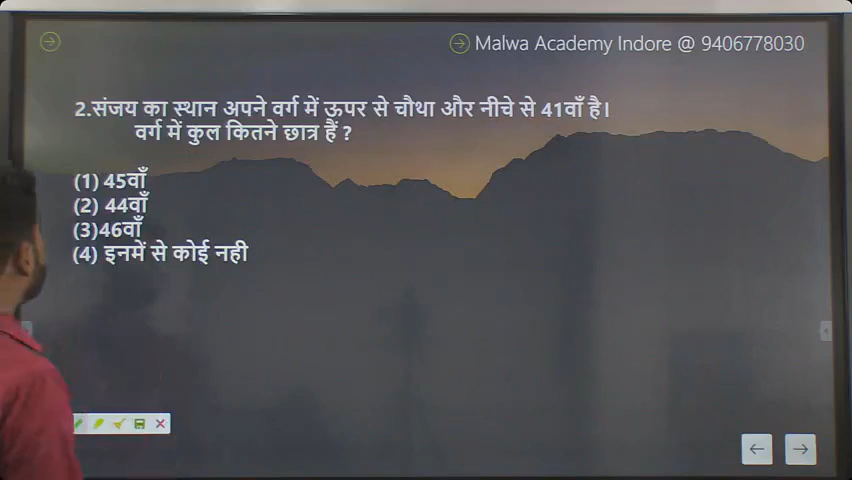 Malwa Academy Indore @ 9406778030
2.संजय का स्थान अपने वर्ग में ऊपर से चौथा और नीचे से 41वाँ है।
वर्ग में कुल कितने छात्र हैं ?
(1) 45वाँ
(2) 44वाँ
(3)46वाँ
(4) इनमें से कोई नही